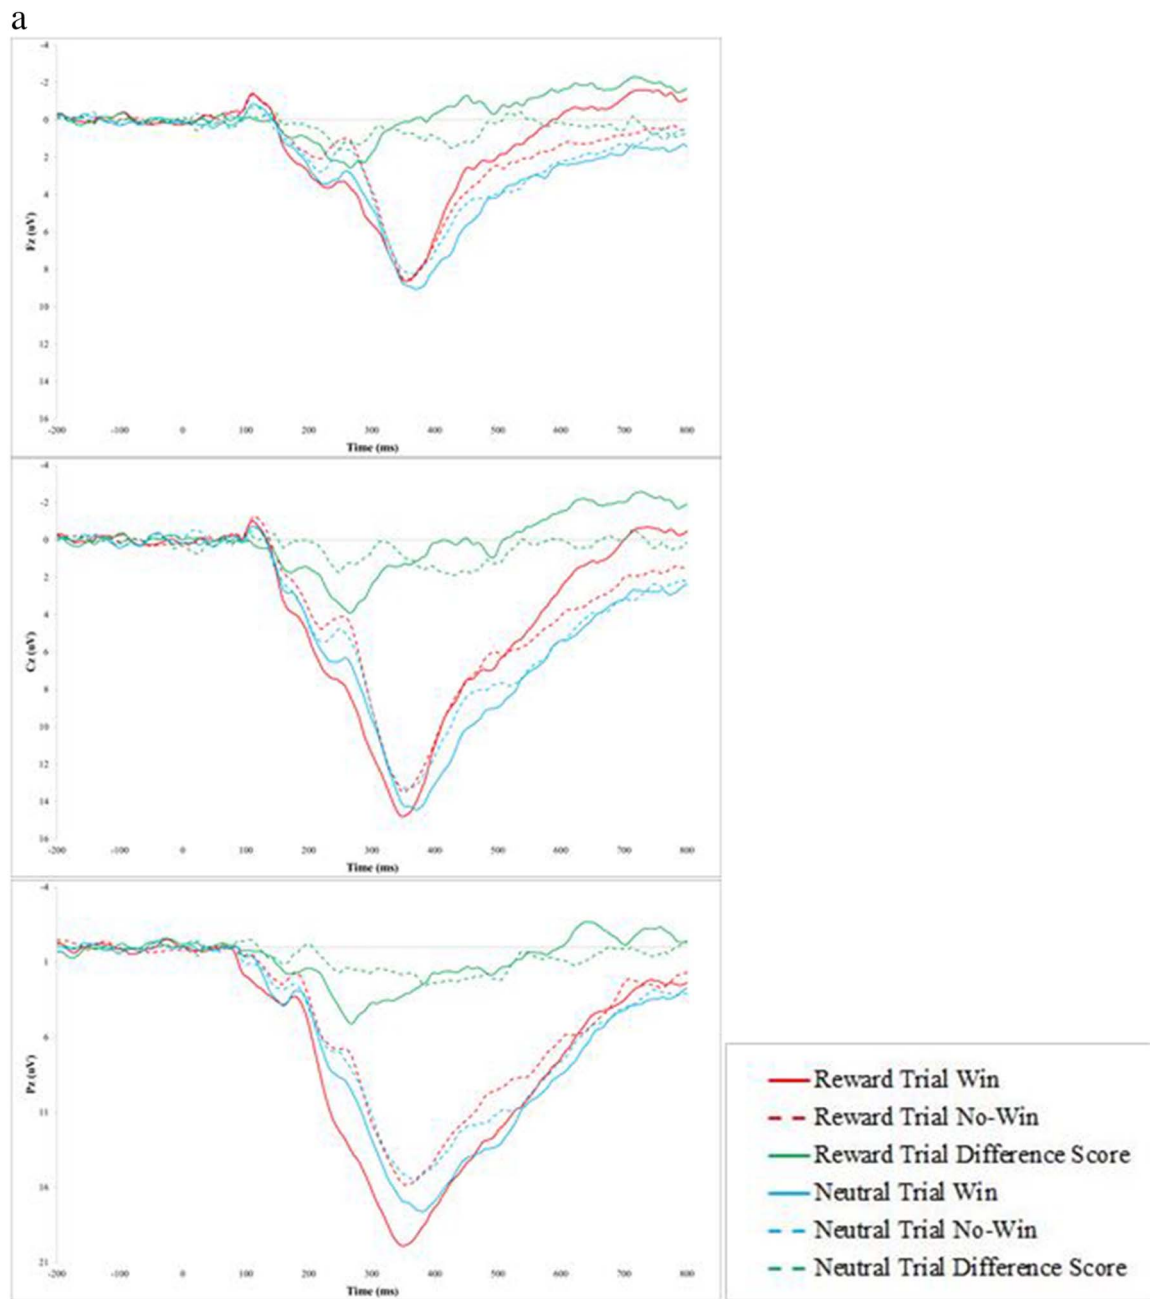 a
-4
-2
0
2
4
6
8
10
12
14
16
Fz (uV)
-200 -100 0 100 200 300 400 500 600 700 800
Time (ms)
-4
-2
0
2
4
6
8
10
12
14
16
Cz (uV)
-200 -100 0 100 200 300 400 500 600 700 800
Time (ms)
-4
1
6
11
16
21
Pz (uV)
-200 -100 0 100 200 300 400 500 600 700 800
Time (ms)
Reward Trial Win
Reward Trial No-Win
Reward Trial Difference Score
Neutral Trial Win
Neutral Trial No-Win
Neutral Trial Difference Score